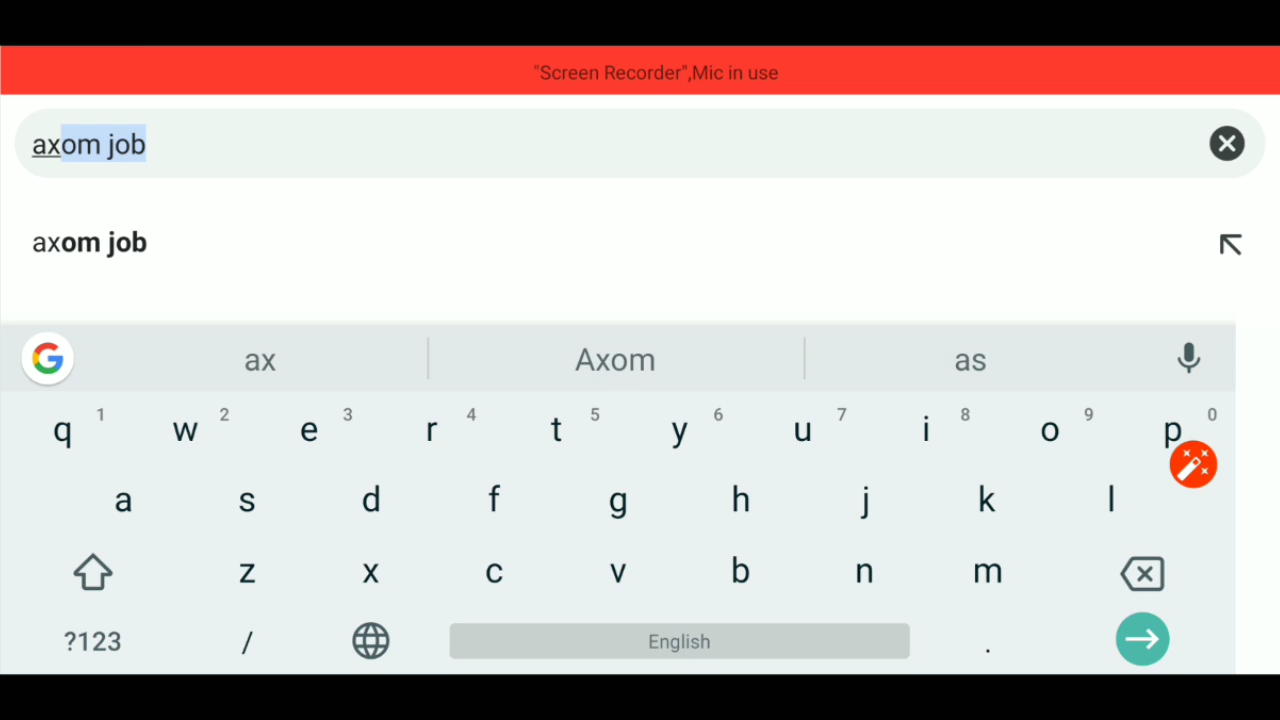 "Screen Recorder",Mic in use
axom job
axom job
ax Axom as
q 1 w 2 e 3 r 4 t 5 y 6 u 7 i 8 o 9 p 0
a s d f g h j k l
z x c v b n m
?123 / English .